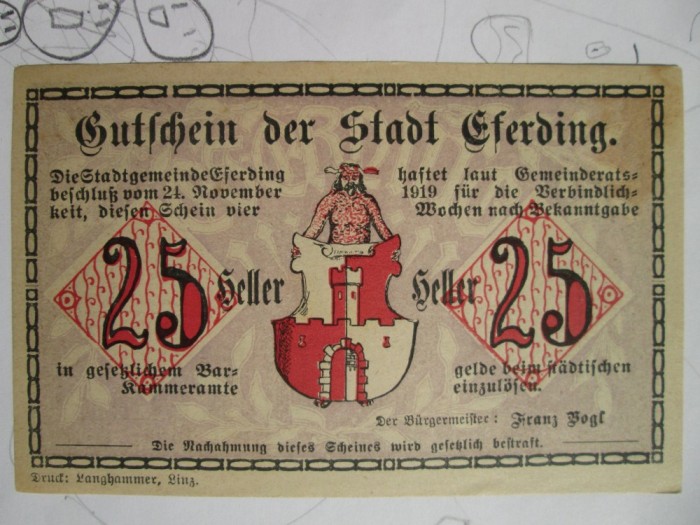 Gutschein der Stadt Eferding.
Die Stadtgemeinde Eferding haftet laut Gemeinderats=
beschluß vom 21. November 1919 für die Verbindlich=
keit, diesen Schein vier Wochen nach Bekanntgabe
25 Heller Heller 25
in gesetzlichem Bar= gelde beim städtischen
Kammeramte einzulösen.
Der Bürgermeister: Franz Vogl
Die Nachahmung dieses Scheines wird gesetzlich bestraft.
Druck: Langhammer, Linz.